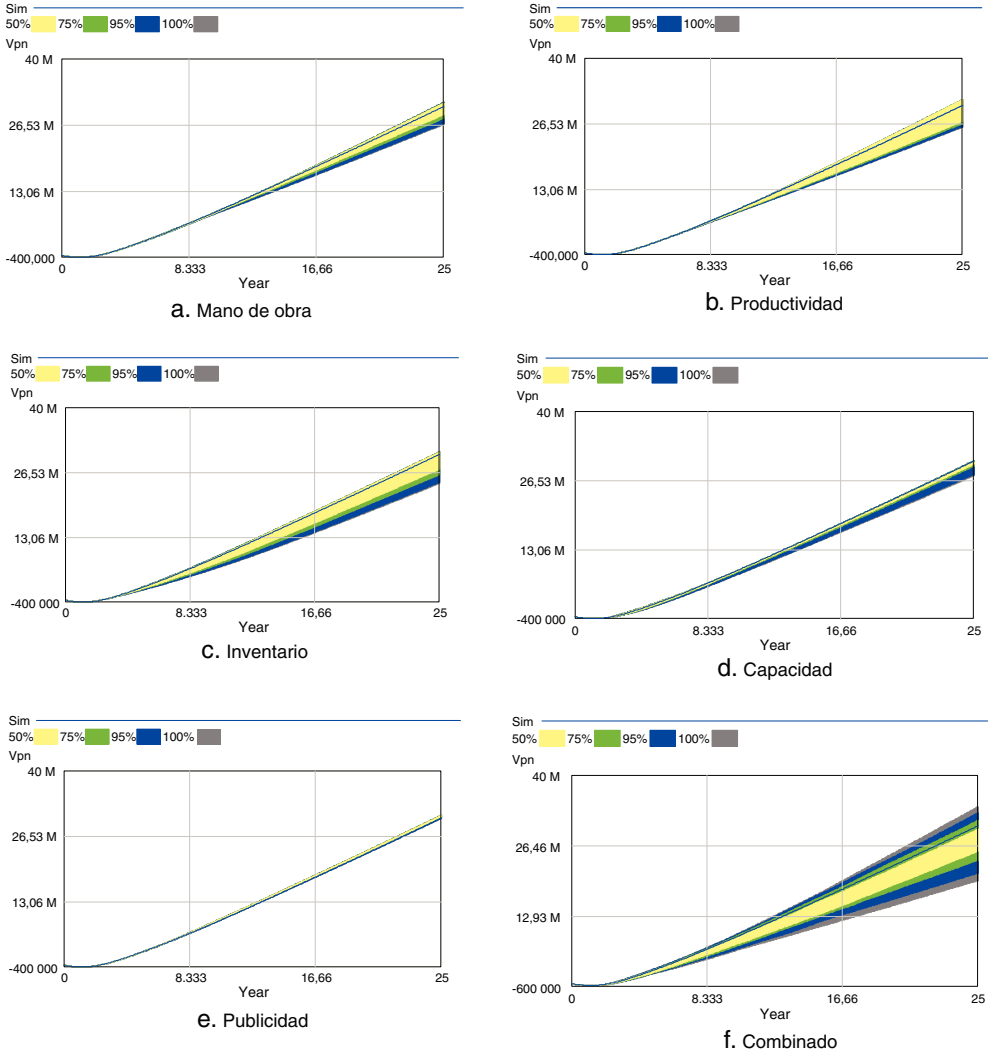 Sim
50% 75% 95% 100%
Vpn
40 M
26,53 M
13,06 M
-400,000
0 8.333 16,66 25
Year
a. Mano de obra
Sim
50% 75% 95% 100%
Vpn
40 M
26,53 M
13,06 M
-400,000
0 8.333 16,66 25
Year
b. Productividad
Sim
50% 75% 95% 100%
Vpn
40 M
26,53 M
13,06 M
-400 000
0 8.333 16,66 25
Year
c. Inventario
Sim
50% 75% 95% 100%
Vpn
40 M
26,53 M
13,06 M
-400 000
0 8.333 16,66 25
Year
d. Capacidad
Sim
50% 75% 95% 100%
Vpn
40 M
26,53 M
13,06 M
-400 000
0 8.333 16,66 25
Year
e. Publicidad
Sim
50% 75% 95% 100%
Vpn
40 M
26,46 M
12,93 M
-600 000
0 8.333 16,66 25
Year
f. Combinado